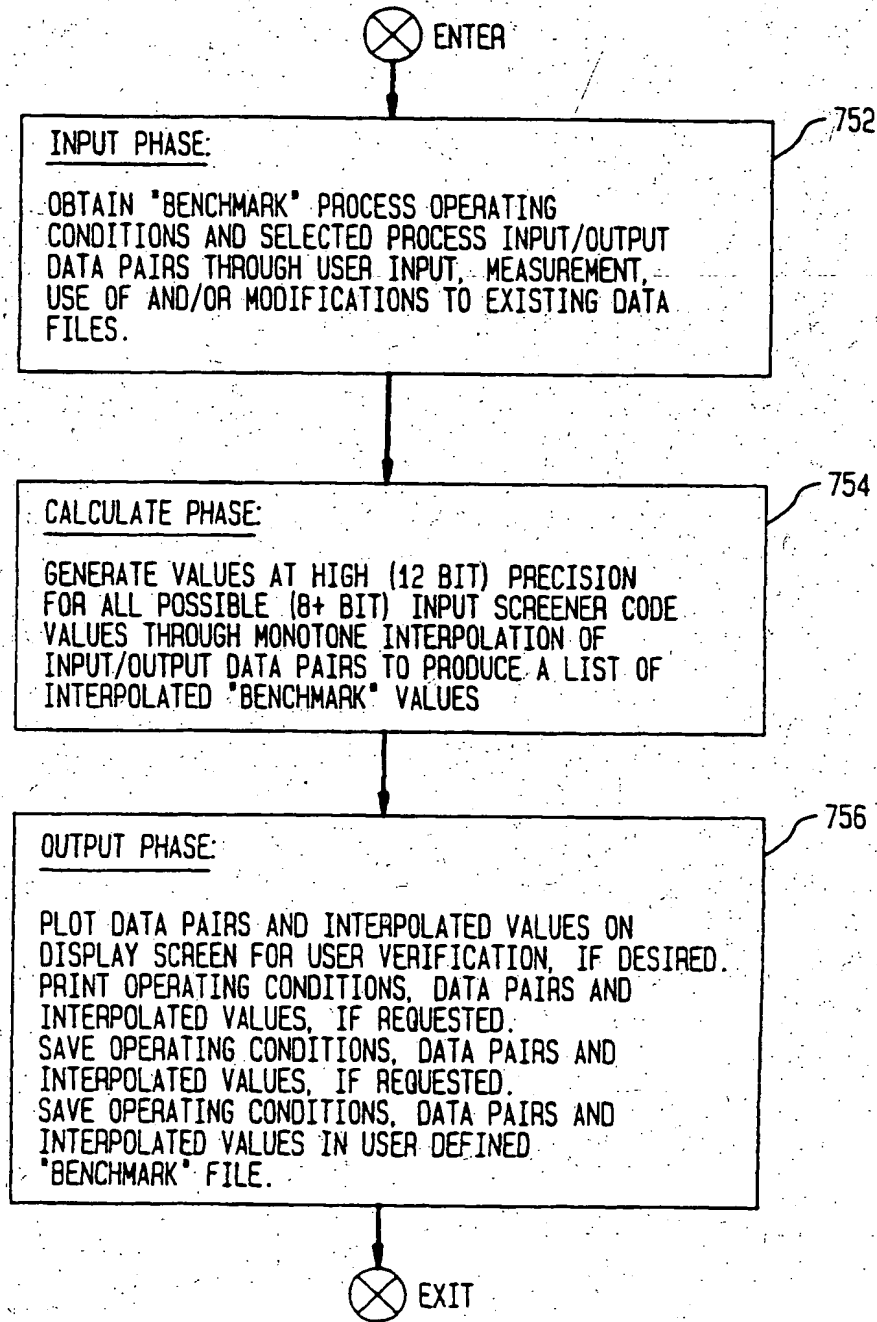 ENTER
752
INPUT PHASE:
OBTAIN "BENCHMARK" PROCESS OPERATING
CONDITIONS AND SELECTED PROCESS INPUT/OUTPUT
DATA PAIRS THROUGH USER INPUT, MEASUREMENT,
USE OF AND/OR MODIFICATIONS TO EXISTING DATA
FILES.
754
CALCULATE PHASE:
GENERATE VALUES AT HIGH (12 BIT) PRECISION
FOR ALL POSSIBLE (8+ BIT) INPUT SCREENER CODE
VALUES THROUGH MONOTONE INTERPOLATION OF
INPUT/OUTPUT DATA PAIRS TO PRODUCE A LIST OF
INTERPOLATED "BENCHMARK" VALUES
756
OUTPUT PHASE:
PLOT DATA PAIRS AND INTERPOLATED VALUES ON
DISPLAY SCREEN FOR USER VERIFICATION, IF DESIRED.
PRINT OPERATING CONDITIONS, DATA PAIRS AND
INTERPOLATED VALUES, IF REQUESTED.
SAVE OPERATING CONDITIONS, DATA PAIRS AND
INTERPOLATED VALUES, IF REQUESTED.
SAVE OPERATING CONDITIONS, DATA PAIRS AND
INTERPOLATED VALUES IN USER DEFINED
"BENCHMARK" FILE.
EXIT